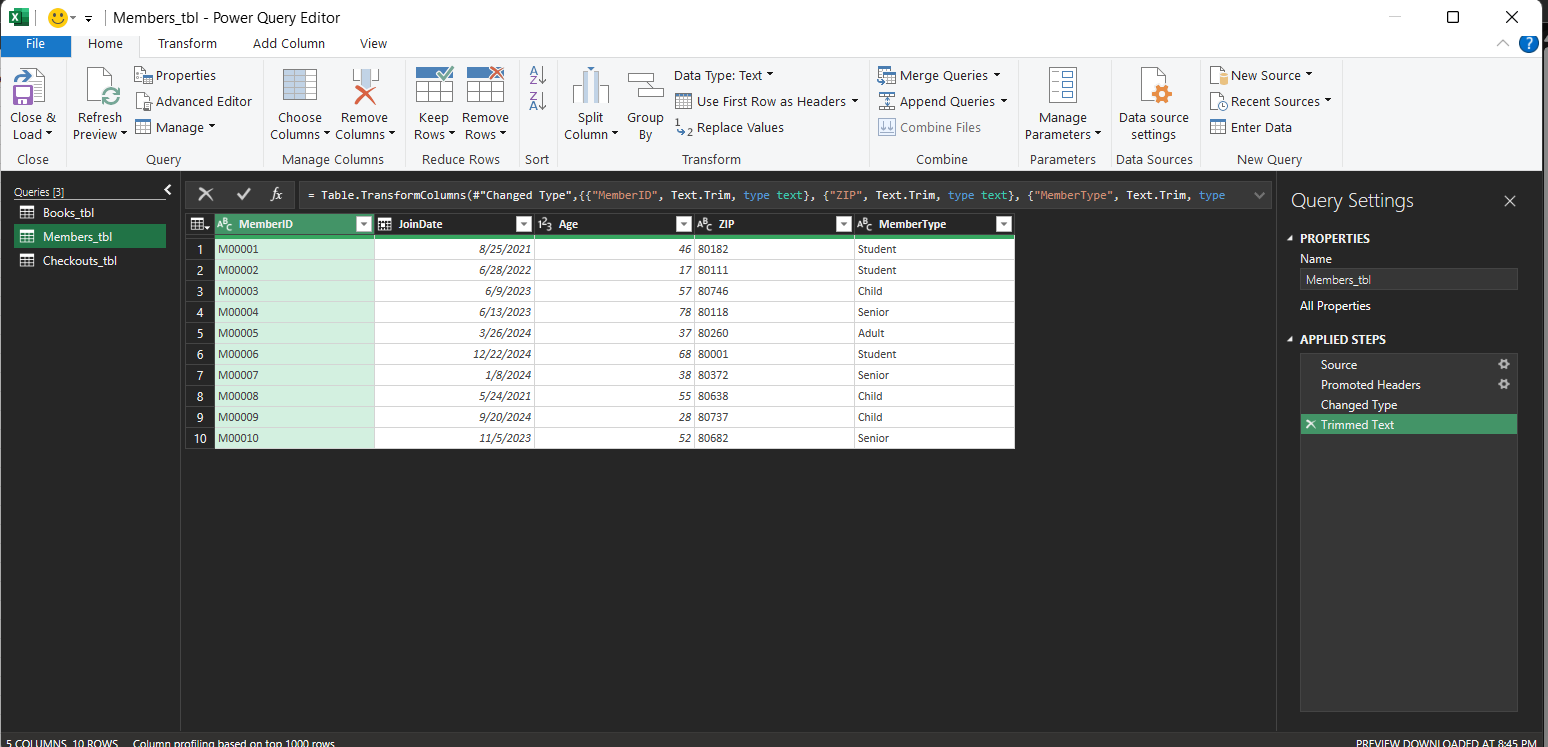 Members_tbl - Power Query Editor
File Home Transform Add Column View
Close & Load
Refresh Preview
Properties
Advanced Editor
Manage
Choose Columns
Remove Columns
Keep Rows
Remove Rows
A Z
Z A
Split Column
Group By
Data Type: Text
Use First Row as Headers
1 2 Replace Values
Merge Queries
Append Queries
Combine Files
Manage Parameters
Data source settings
New Source
Recent Sources
Enter Data
Close Query Manage Columns Reduce Rows Sort Transform Combine Parameters Data Sources New Query
Queries [3]
Books_tbl
Members_tbl
Checkouts_tbl
fx = Table.TransformColumns(#"Changed Type",{{"MemberID", Text.Trim, type text}, {"ZIP", Text.Trim, type text}, {"MemberType", Text.Trim, type
ABC MemberID JoinDate 123 Age ABC ZIP ABC MemberType
1 M00001 8/25/2021 46 80182 Student
2 M00002 6/28/2022 17 80111 Student
3 M00003 6/9/2023 57 80746 Child
4 M00004 6/13/2023 78 80118 Senior
5 M00005 3/26/2024 37 80260 Adult
6 M00006 12/22/2024 68 80001 Student
7 M00007 1/8/2024 38 80372 Senior
8 M00008 5/24/2021 55 80638 Child
9 M00009 9/20/2024 28 80737 Child
10 M00010 11/5/2023 52 80682 Senior
Query Settings
PROPERTIES
Name
Members_tbl
All Properties
APPLIED STEPS
Source
Promoted Headers
Changed Type
Trimmed Text
5 COLUMNS, 10 ROWS Column profiling based on top 1000 rows
PREVIEW DOWNLOADED AT 8:45 PM